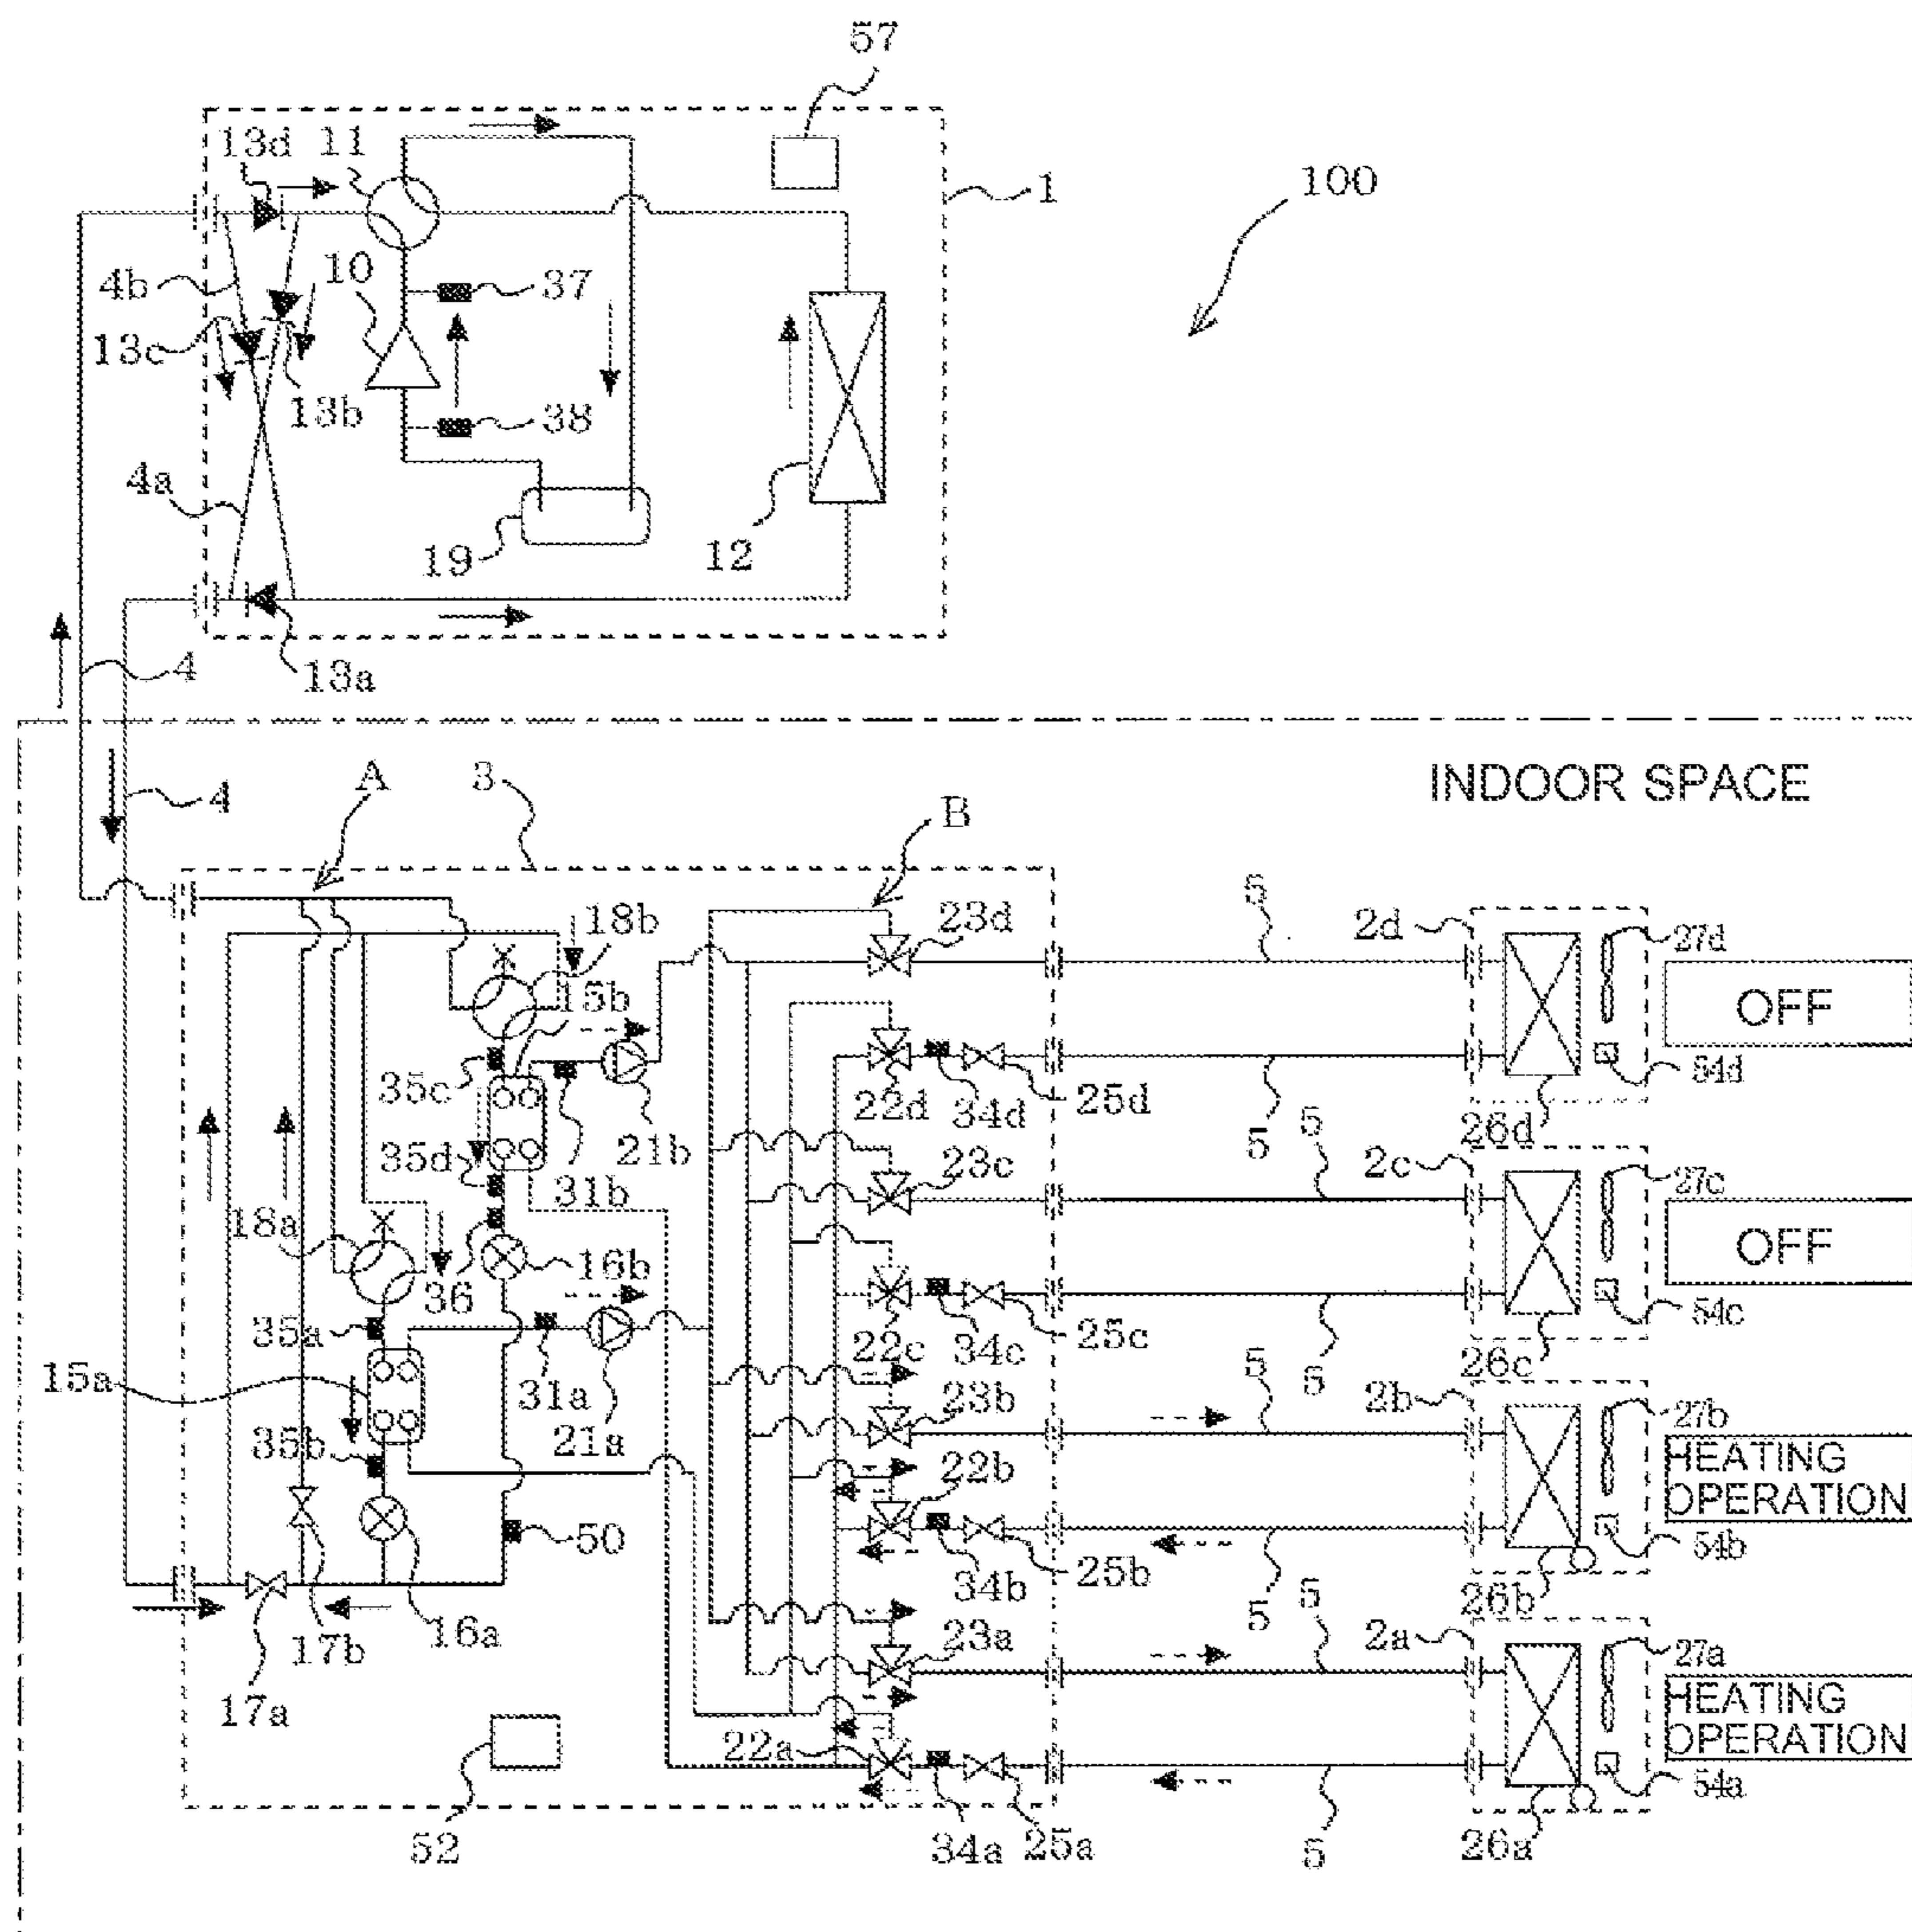 57
13d 11
1
100
4b 10 37
13c
13b 38
4a
19 12
13a
4
INDOOR SPACE
4 A 3 B
5
18b 23d 2d 27d
15b
OFF
35c
22d 34d 25d 54d
21b 5 26d
35d 5
31b 23c 2c 27c
18a
OFF
36 16b
35a 22c 34c 25c 54c
15a 31a 5 5 26c
23b 2b 27b
35b 21a
HEATING
OPERATION
22b
50 54b
34b 25b
5 26b
17b 16a 5
23a 2a 27a
17a
HEATING
OPERATION
22a
54a
52 34a 25a 5 26a